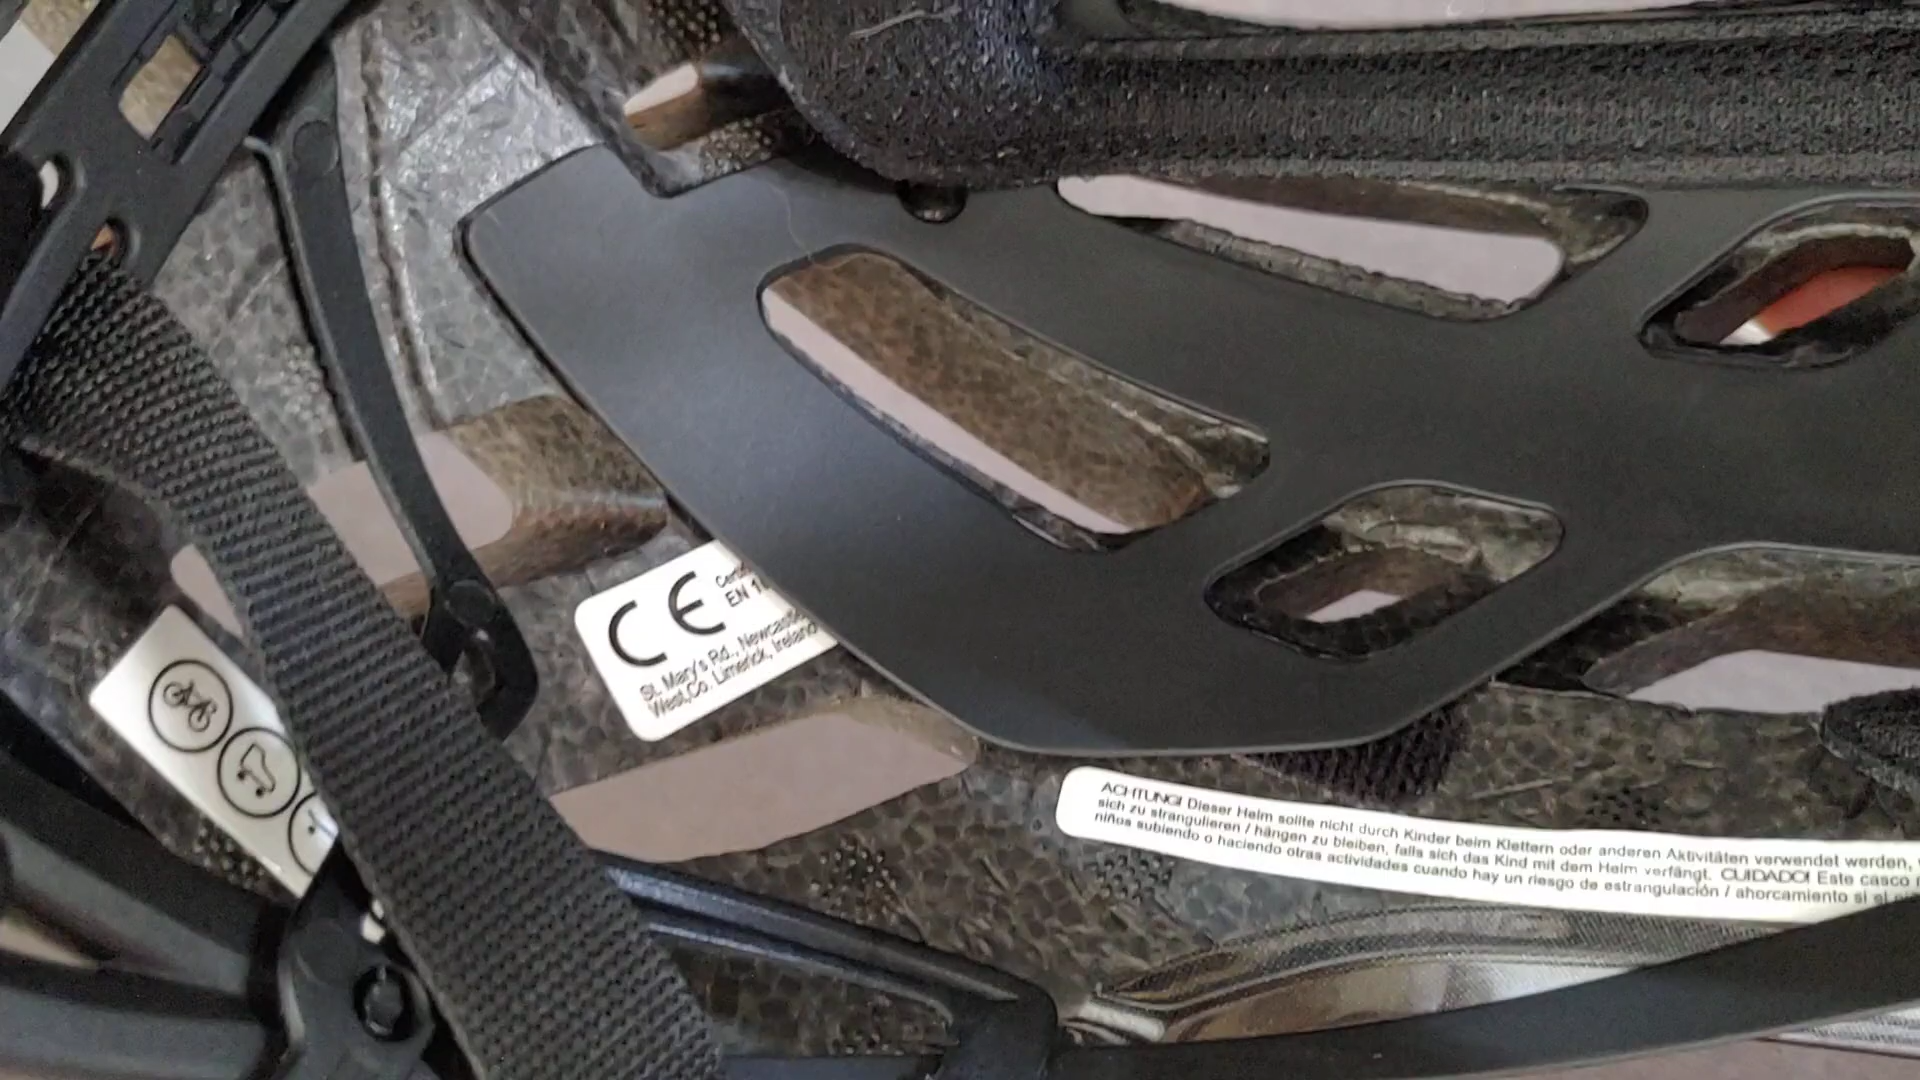 CE
EN
St. Mary's Rd., Newcastle
West,Co. Limerick, Ireland
ACHTUNG! Dieser Helm sollte nicht durch Kinder beim Klettern oder anderen Aktivitäten verwendet werden,
sich zu strangulieren / hängen zu bleiben, falls sich das Kind mit dem Helm verfängt. CUIDADO! Este casco
niños subiendo o haciendo otras actividades cuando hay un riesgo de estrangulación / ahorcamiento si el